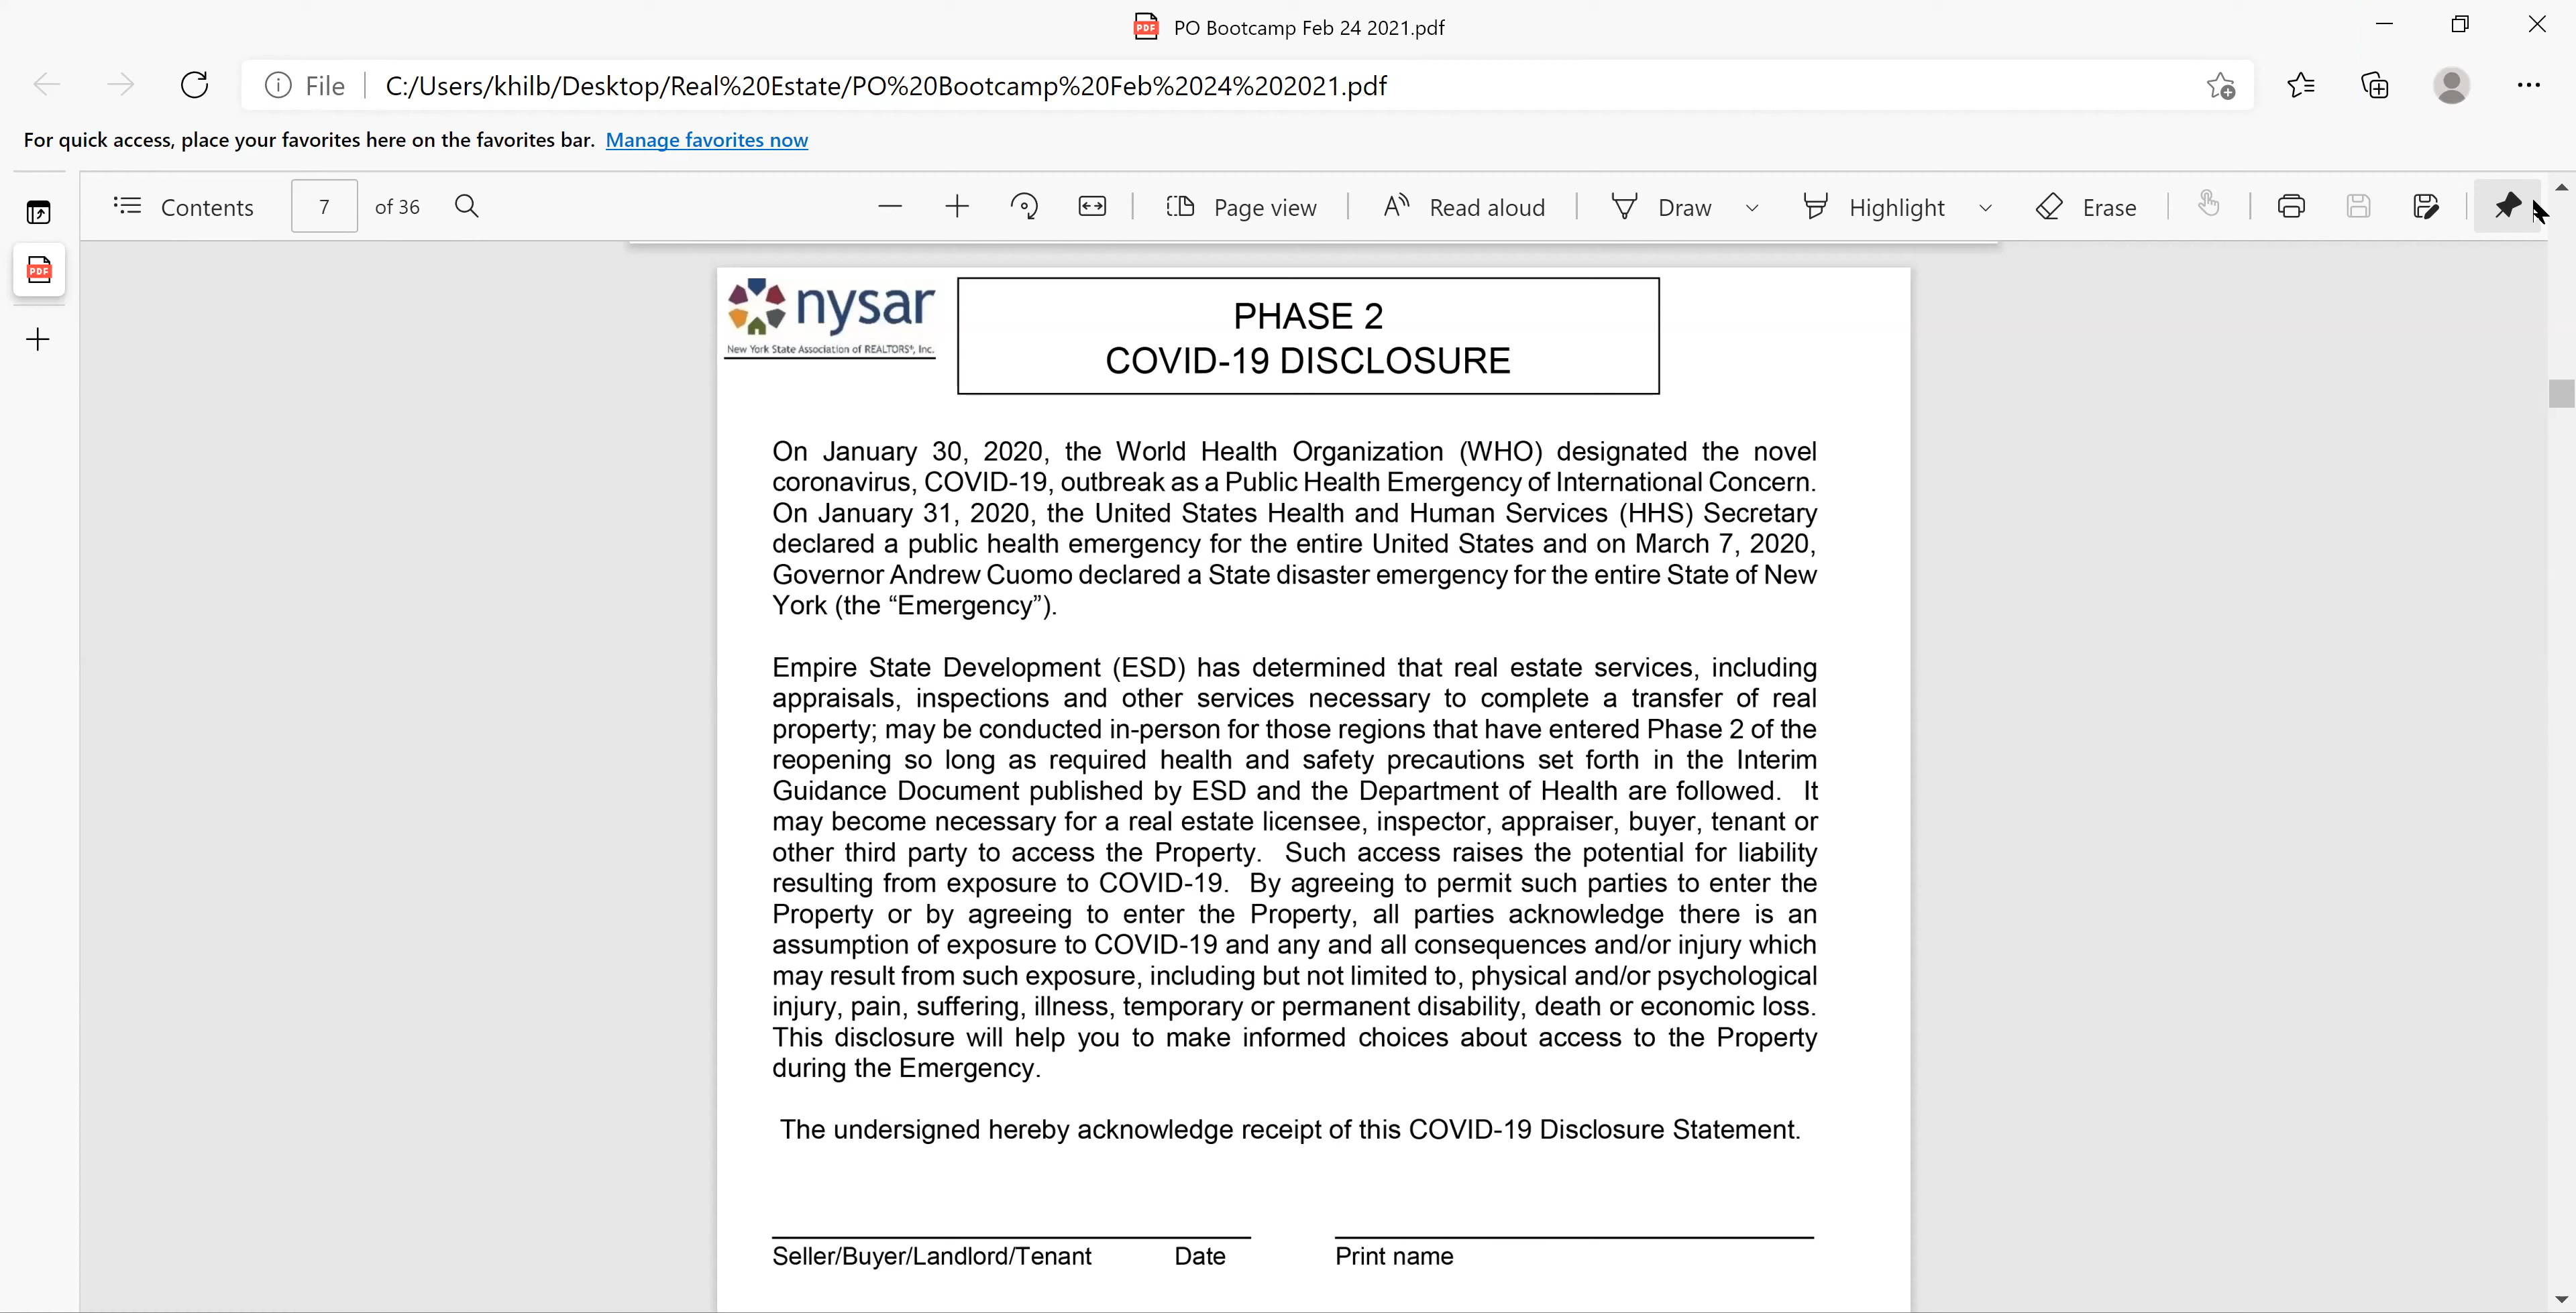 PO Bootcamp Feb 24 2021.pdf
File
C:/Users/khilb/Desktop/Real%20Estate/PO%20Bootcamp%20Feb%2024%202021.pdf
For quick access, place your favorites here on the favorites bar. Manage favorites now
Contents 7 of 36 Page view Read aloud Draw Highlight Erase
PDF
nysar
New York State Association of REALTORS®, Inc.
PHASE 2
COVID-19 DISCLOSURE
On January 30, 2020, the World Health Organization (WHO) designated the novel
coronavirus, COVID-19, outbreak as a Public Health Emergency of International Concern.
On January 31, 2020, the United States Health and Human Services (HHS) Secretary
declared a public health emergency for the entire United States and on March 7, 2020,
Governor Andrew Cuomo declared a State disaster emergency for the entire State of New
York (the “Emergency”).
Empire State Development (ESD) has determined that real estate services, including
appraisals, inspections and other services necessary to complete a transfer of real
property; may be conducted in-person for those regions that have entered Phase 2 of the
reopening so long as required health and safety precautions set forth in the Interim
Guidance Document published by ESD and the Department of Health are followed. It
may become necessary for a real estate licensee, inspector, appraiser, buyer, tenant or
other third party to access the Property. Such access raises the potential for liability
resulting from exposure to COVID-19. By agreeing to permit such parties to enter the
Property or by agreeing to enter the Property, all parties acknowledge there is an
assumption of exposure to COVID-19 and any and all consequences and/or injury which
may result from such exposure, including but not limited to, physical and/or psychological
injury, pain, suffering, illness, temporary or permanent disability, death or economic loss.
This disclosure will help you to make informed choices about access to the Property
during the Emergency.
The undersigned hereby acknowledge receipt of this COVID-19 Disclosure Statement.
Seller/Buyer/Landlord/Tenant Date Print name